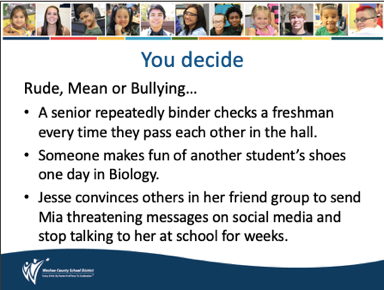 You decide
Rude, Mean or Bullying...
• A senior repeatedly binder checks a freshman
every time they pass each other in the hall.
• Someone makes fun of another student's shoes
one day in Biology.
• Jesse convinces others in her friend group to send
Mia threatening messages on social media and
stop talking to her at school for weeks.
Washoe County School District